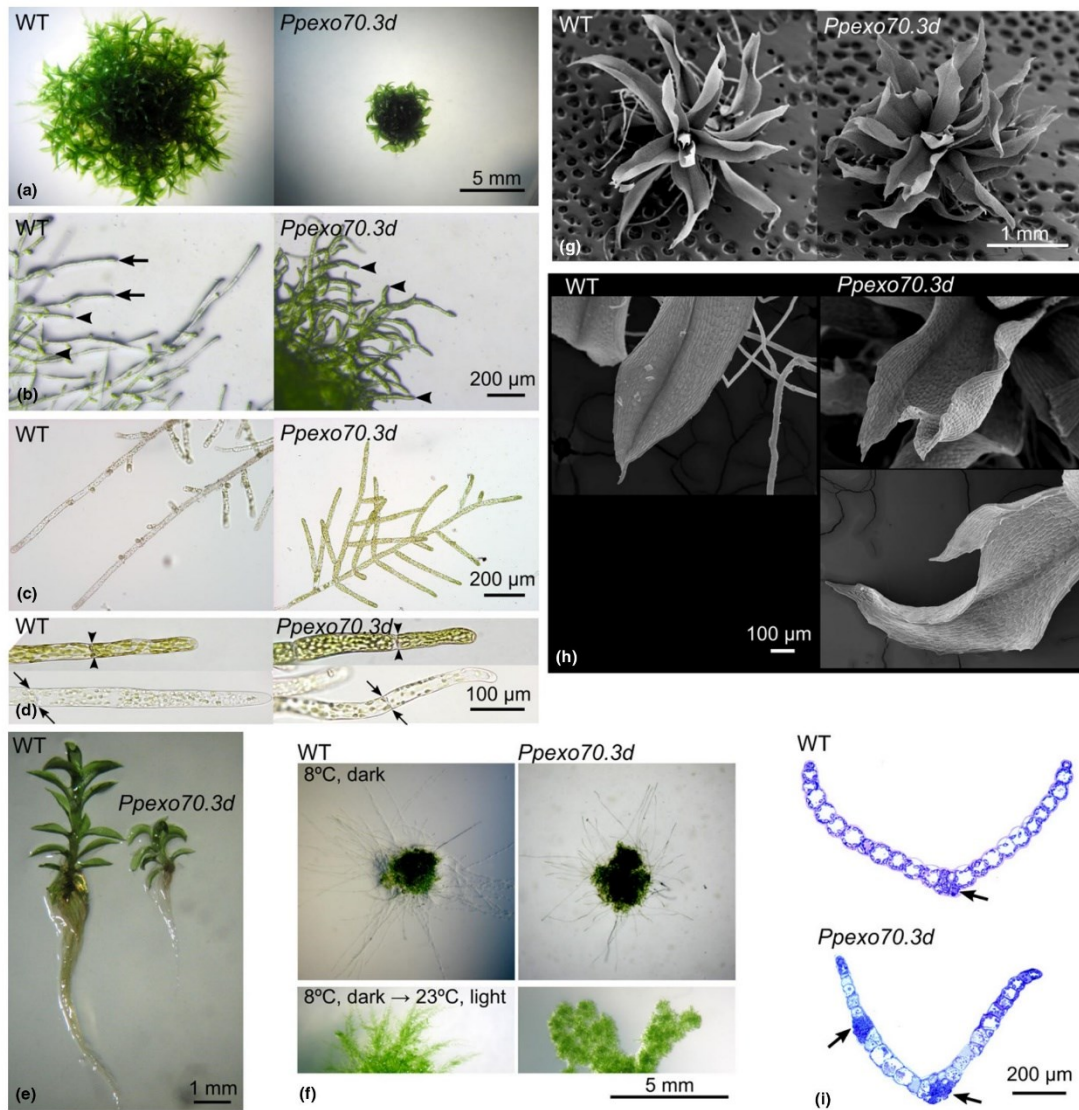 WT
Ppexo70.3d
(a)
5 mm
WT
Ppexo70.3d
(b)
200 μm
WT
Ppexo70.3d
(c)
200 μm
WT
Ppexo70.3d
(d)
100 μm
WT
Ppexo70.3d
(e)
1 mm
WT
Ppexo70.3d
8ºC, dark
8ºC, dark → 23ºC, light
(f)
5 mm
WT
Ppexo70.3d
(g)
1 mm
WT
Ppexo70.3d
100 μm
(h)
WT
Ppexo70.3d
(i)
200 μm